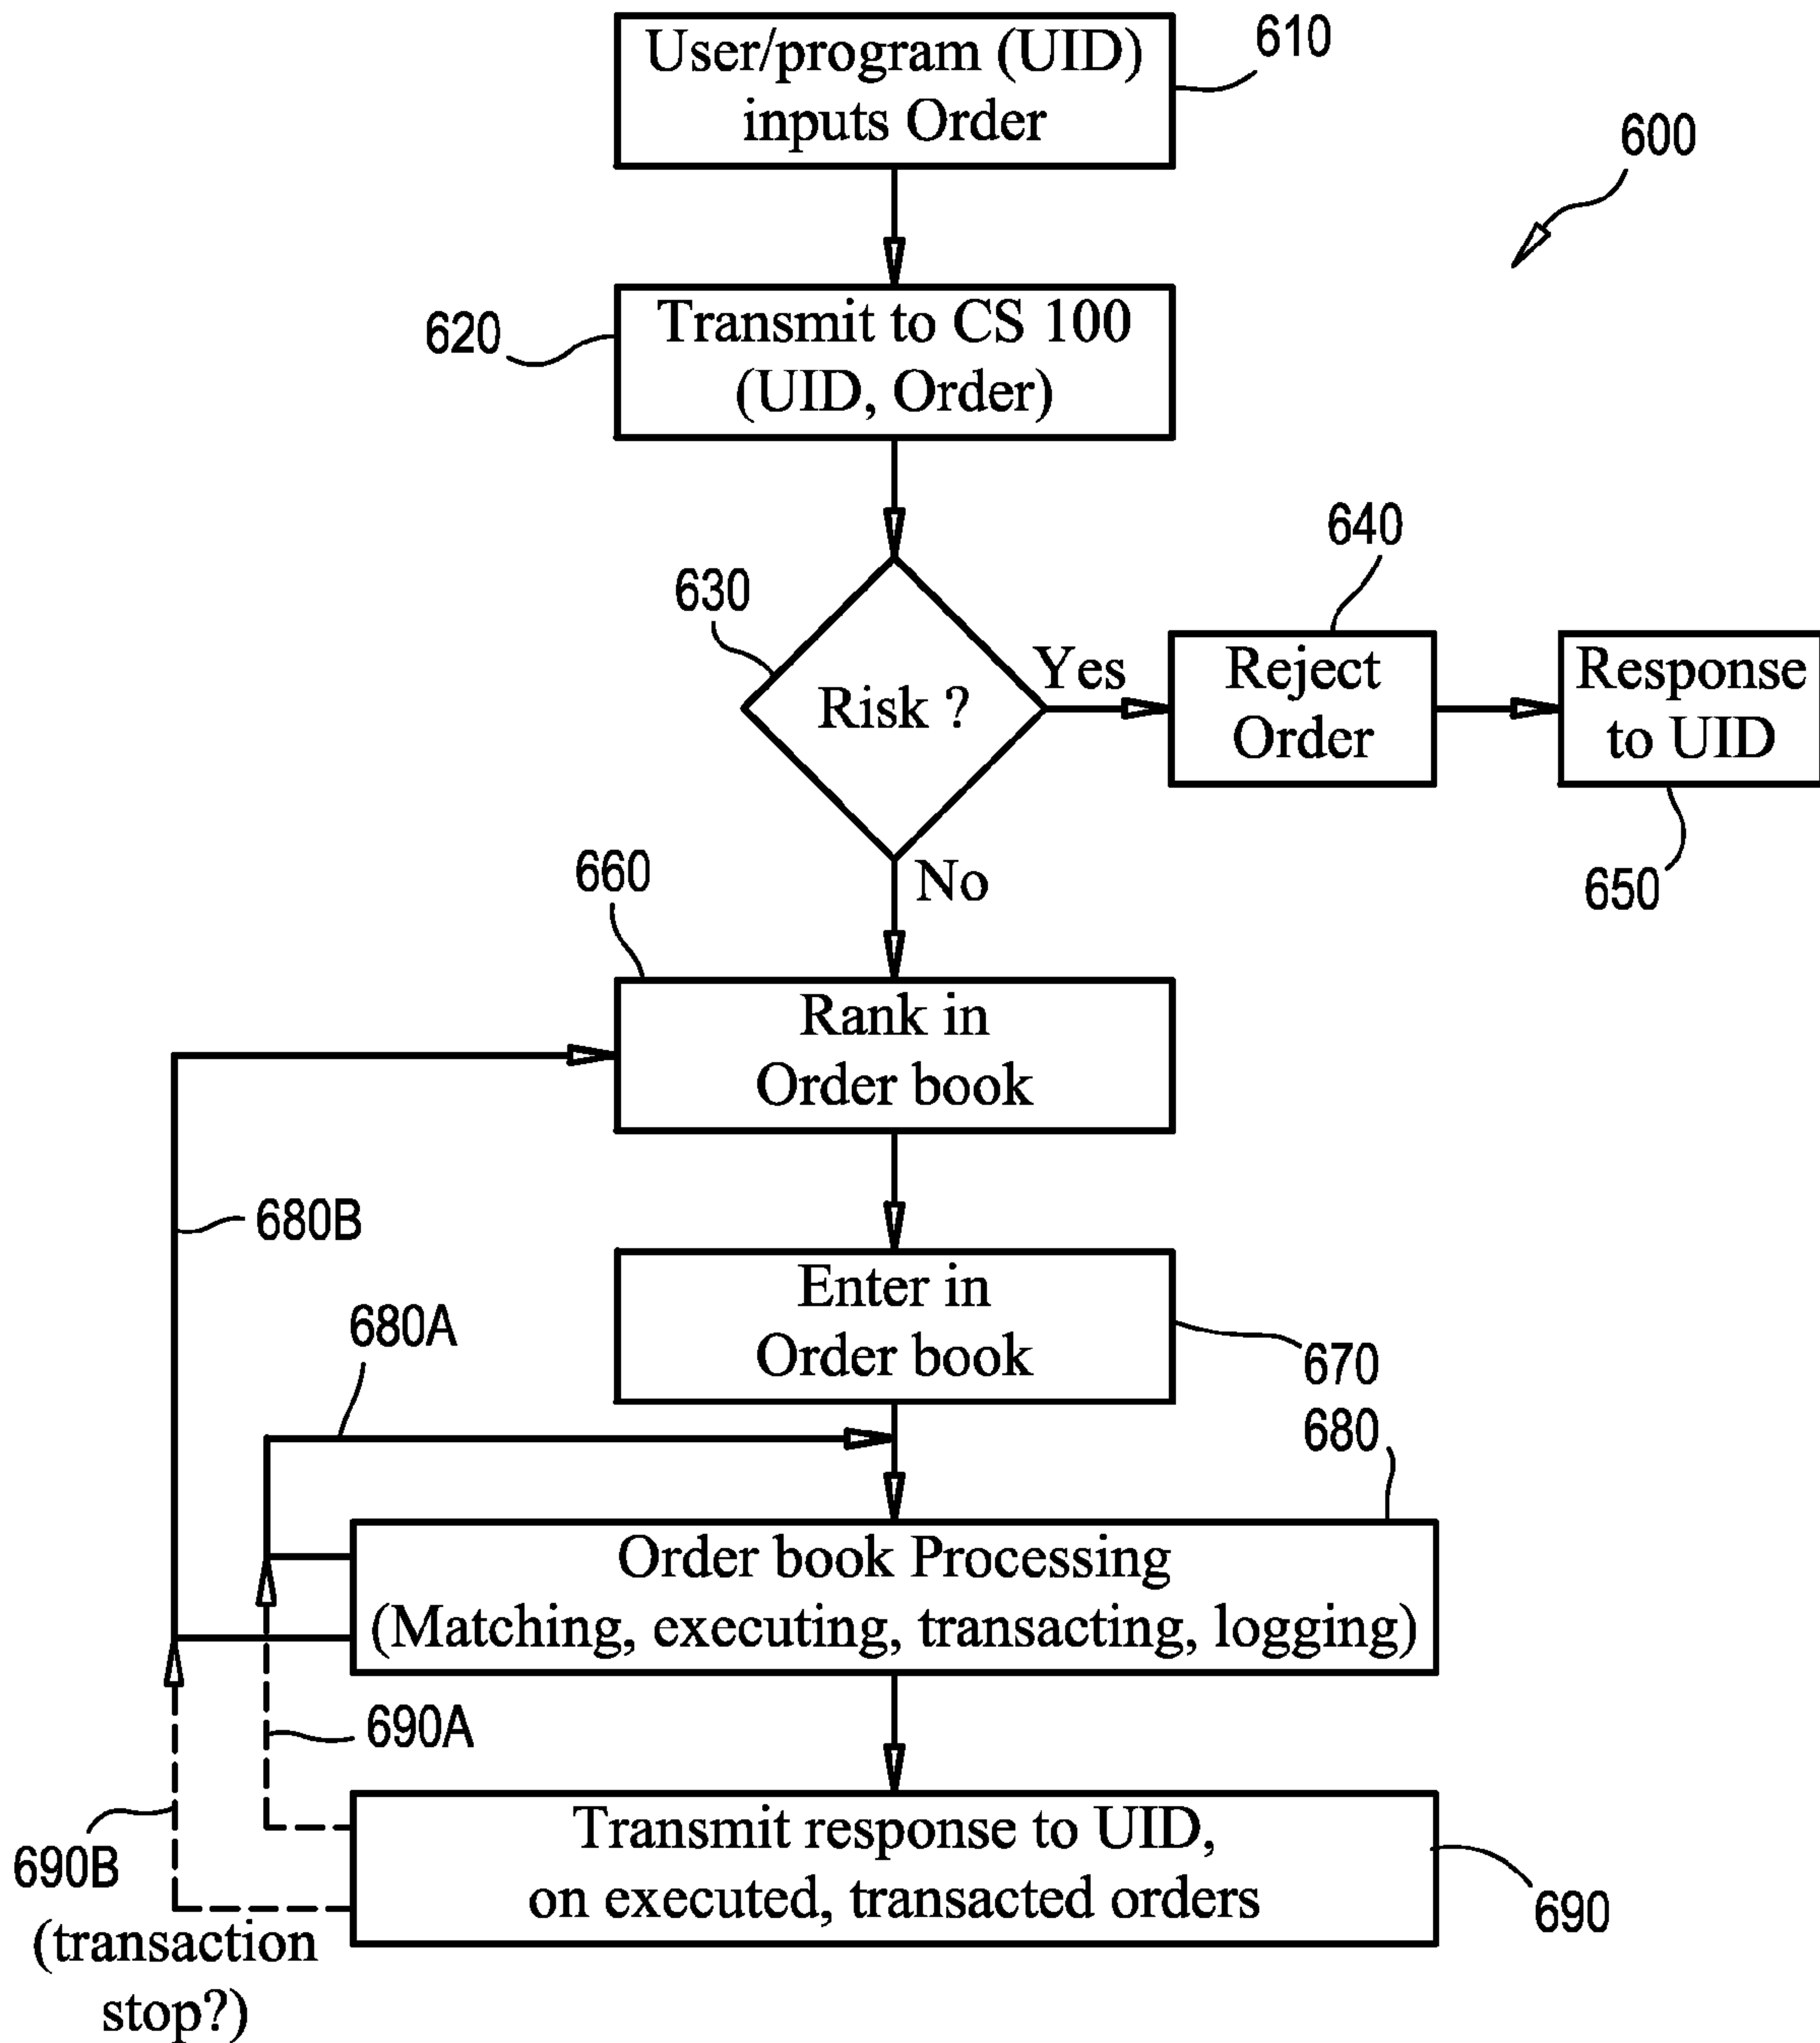 User/program (UID)
inputs Order
610
600
Transmit to CS 100
(UID, Order)
620
630
Risk ?
Yes
640
Reject
Order
Response
to UID
650
No
660
Rank in
Order book
680B
Enter in
Order book
670
680A
680
Order book Processing
(Matching, executing, transacting, logging)
690A
690B
(transaction
stop?)
Transmit response to UID,
on executed, transacted orders
690